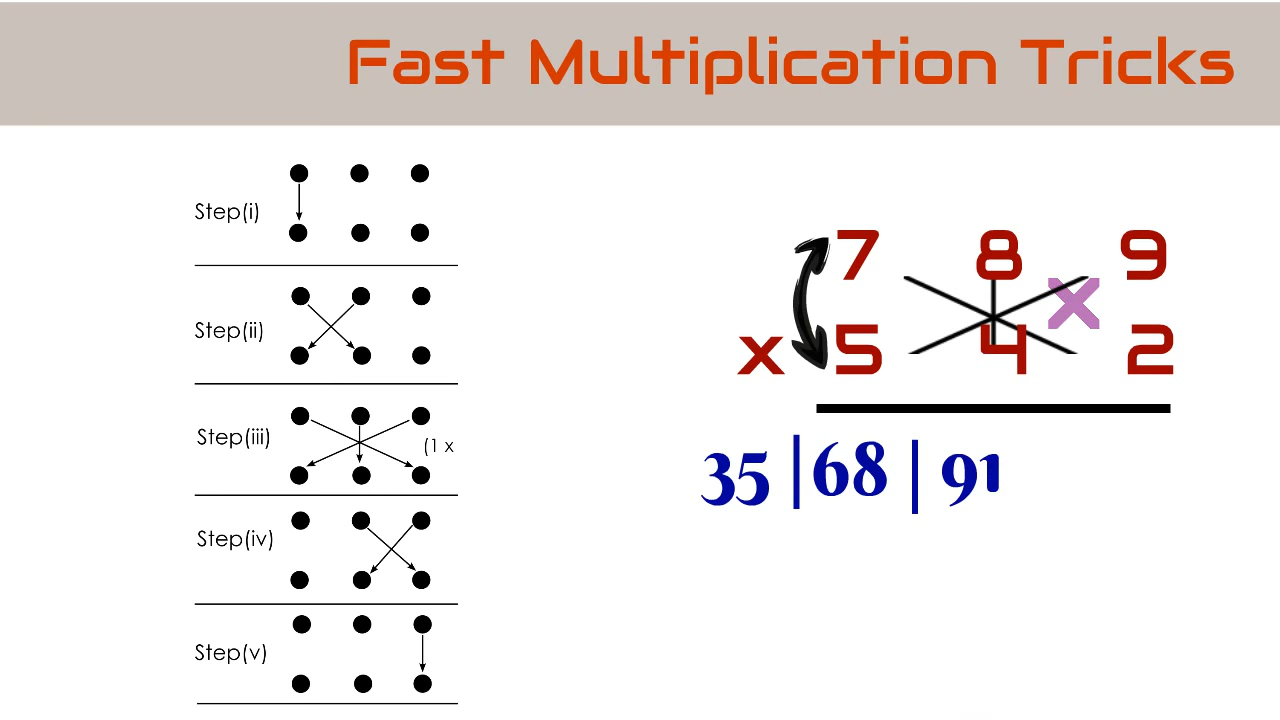 Fast Multiplication Tricks
Step(i)
Step(ii)
Step(iii)
(1 x
Step(iv)
Step(v)
7 8 9
x
x 5 4 2
35 | 68 | 91